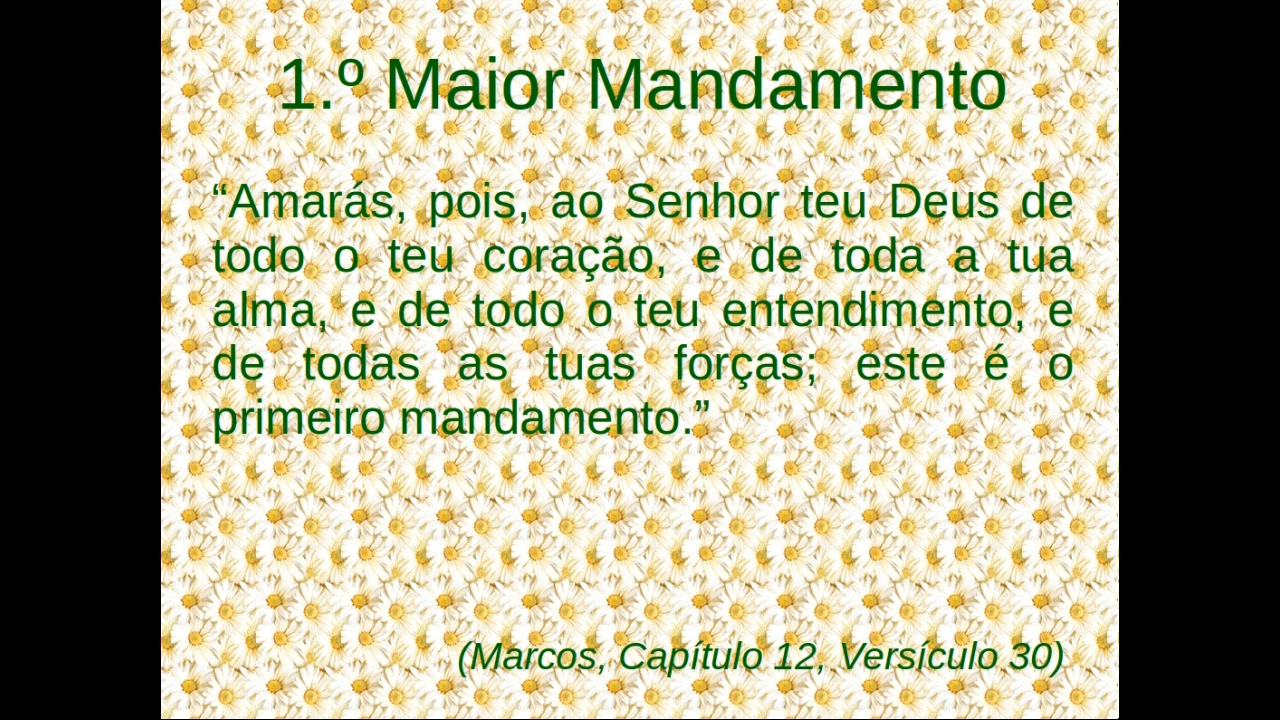 1.º Maior Mandamento
“Amarás, pois, ao Senhor teu Deus de
todo o teu coração, e de toda a tua
alma, e de todo o teu entendimento, e
de todas as tuas forças; este é o
primeiro mandamento.”
(Marcos, Capítulo 12, Versículo 30)